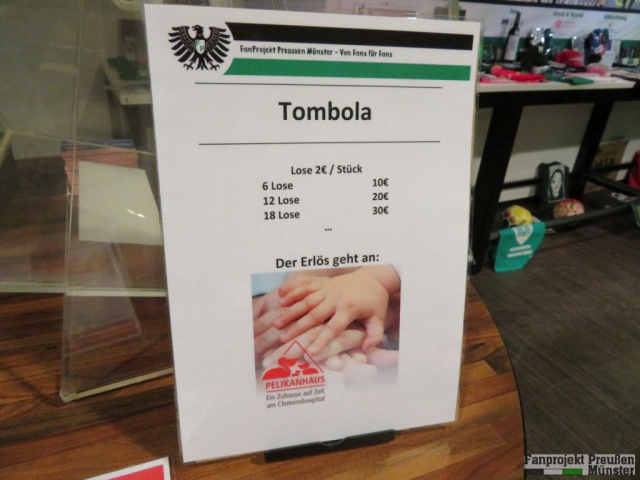 FanProjekt Preussen Münster - Von Fans für Fans
Tombola
Lose 2€ / Stück
6 Lose 10€
12 Lose 20€
18 Lose 30€
...
Der Erlös geht an:
PELIKANHAUS
Ein Zuhause auf Zeit
am Clemenshospital
Fanprojekt Preußen
Münster